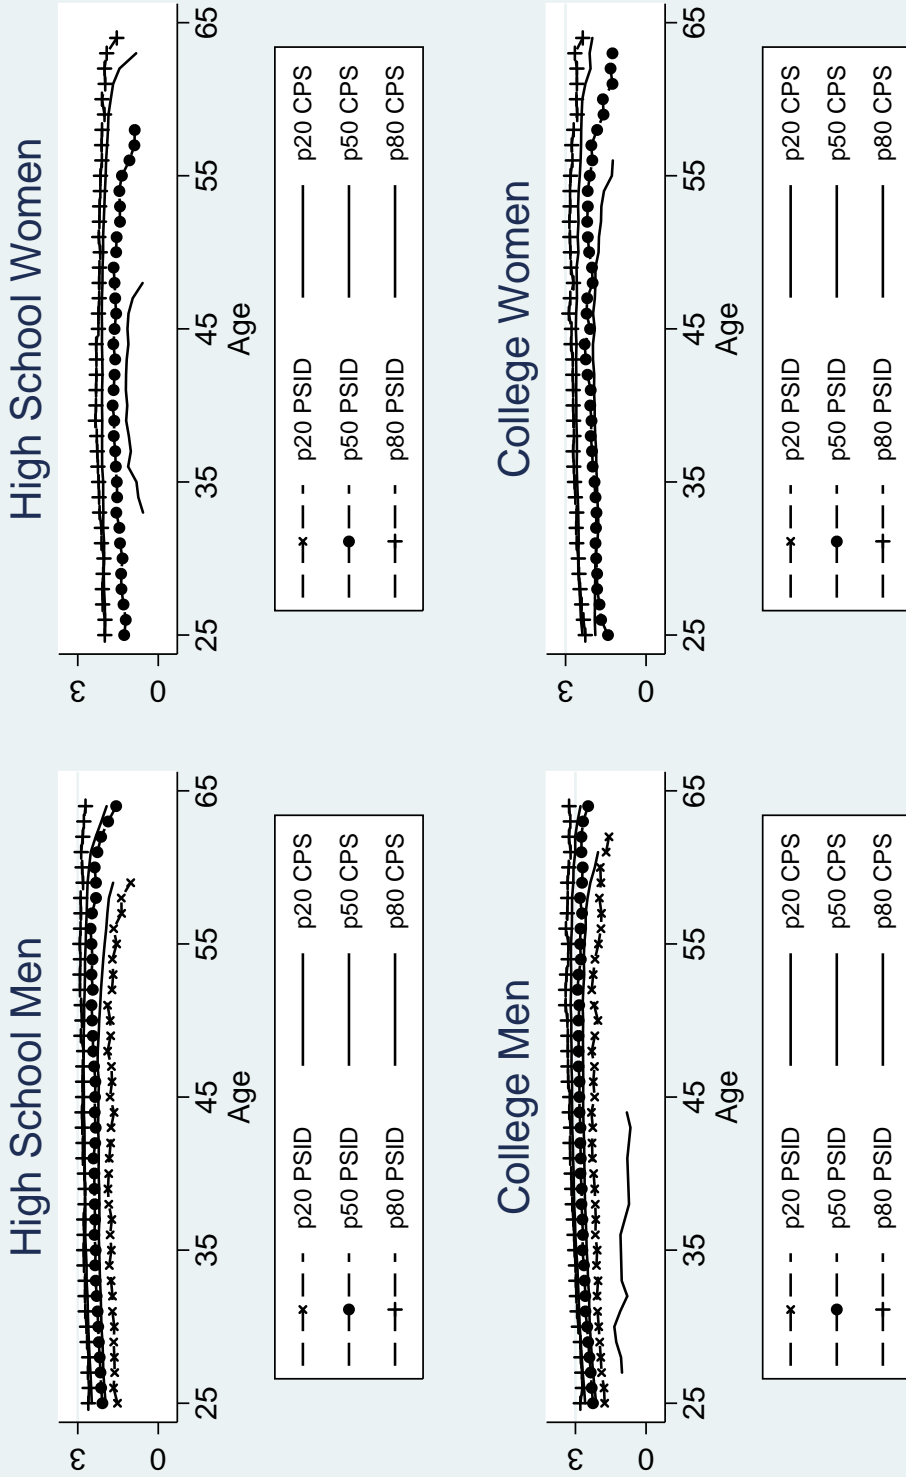 High School Men
3
0
25 35 45 55 65
Age
p20 PSID p20 CPS
p50 PSID p50 CPS
p80 PSID p80 CPS
High School Women
3
0
25 35 45 55 65
Age
p20 PSID p20 CPS
p50 PSID p50 CPS
p80 PSID p80 CPS
College Men
3
0
25 35 45 55 65
Age
p20 PSID p20 CPS
p50 PSID p50 CPS
p80 PSID p80 CPS
College Women
3
0
25 35 45 55 65
Age
p20 PSID p20 CPS
p50 PSID p50 CPS
p80 PSID p80 CPS